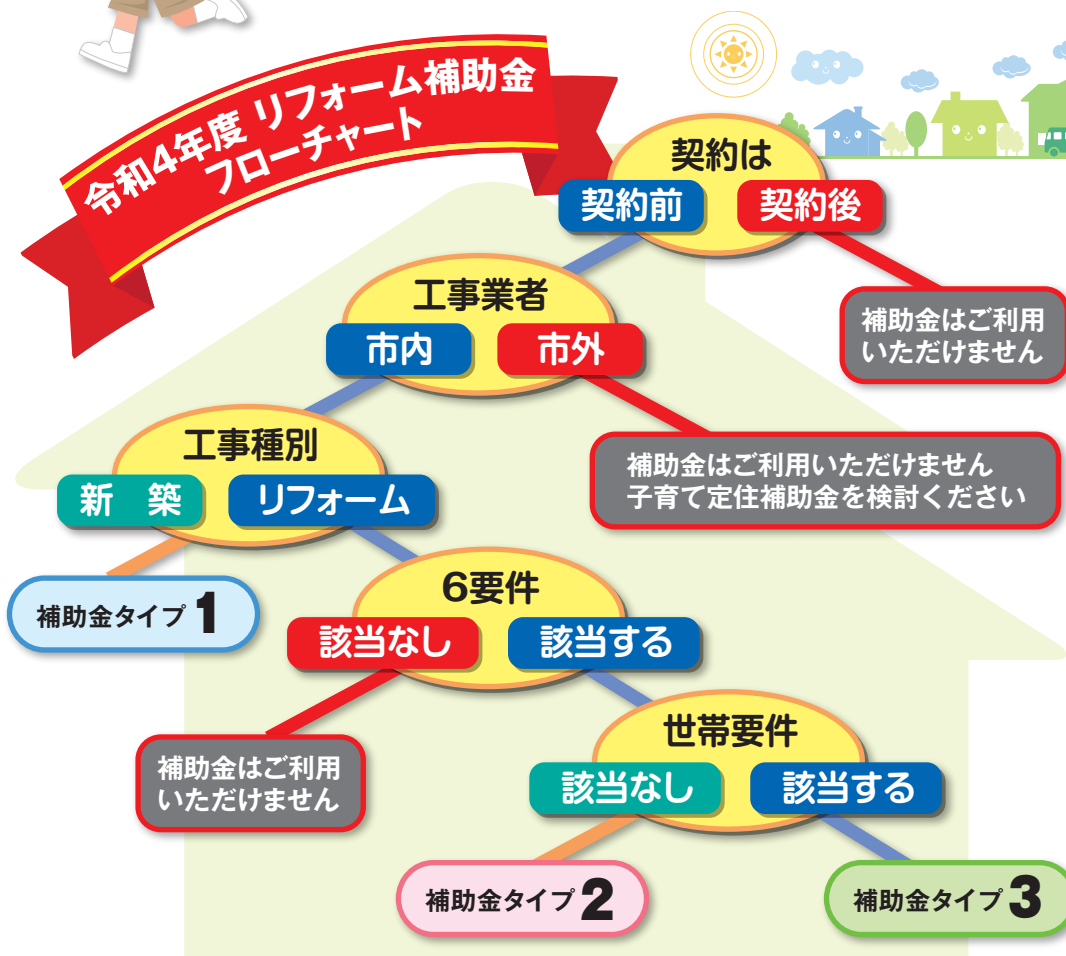 令和4年度 リフォーム補助金
フローチャート
契約は
契約前
契約後
補助金はご利用
いただけません
工事業者
市内
市外
補助金はご利用いただけません
子育て定住補助金を検討ください
工事種別
新 築
リフォーム
補助金タイプ 1
6要件
該当なし
該当する
補助金はご利用
いただけません
世帯要件
該当なし
該当する
補助金タイプ 2
補助金タイプ 3